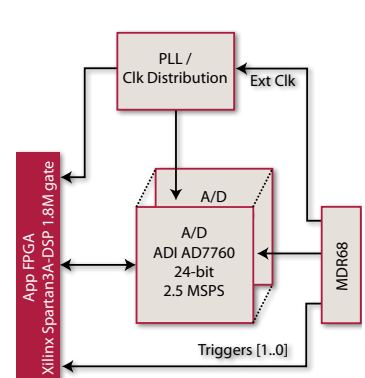 PLL /
Clk Distribution
Ext Clk
A/D
A/D
ADI AD7760
24-bit
2.5 MSPS
App FPGA
Xilinx Spartan3A-DSP 1.8M gate
MDR68
Triggers [1..0]